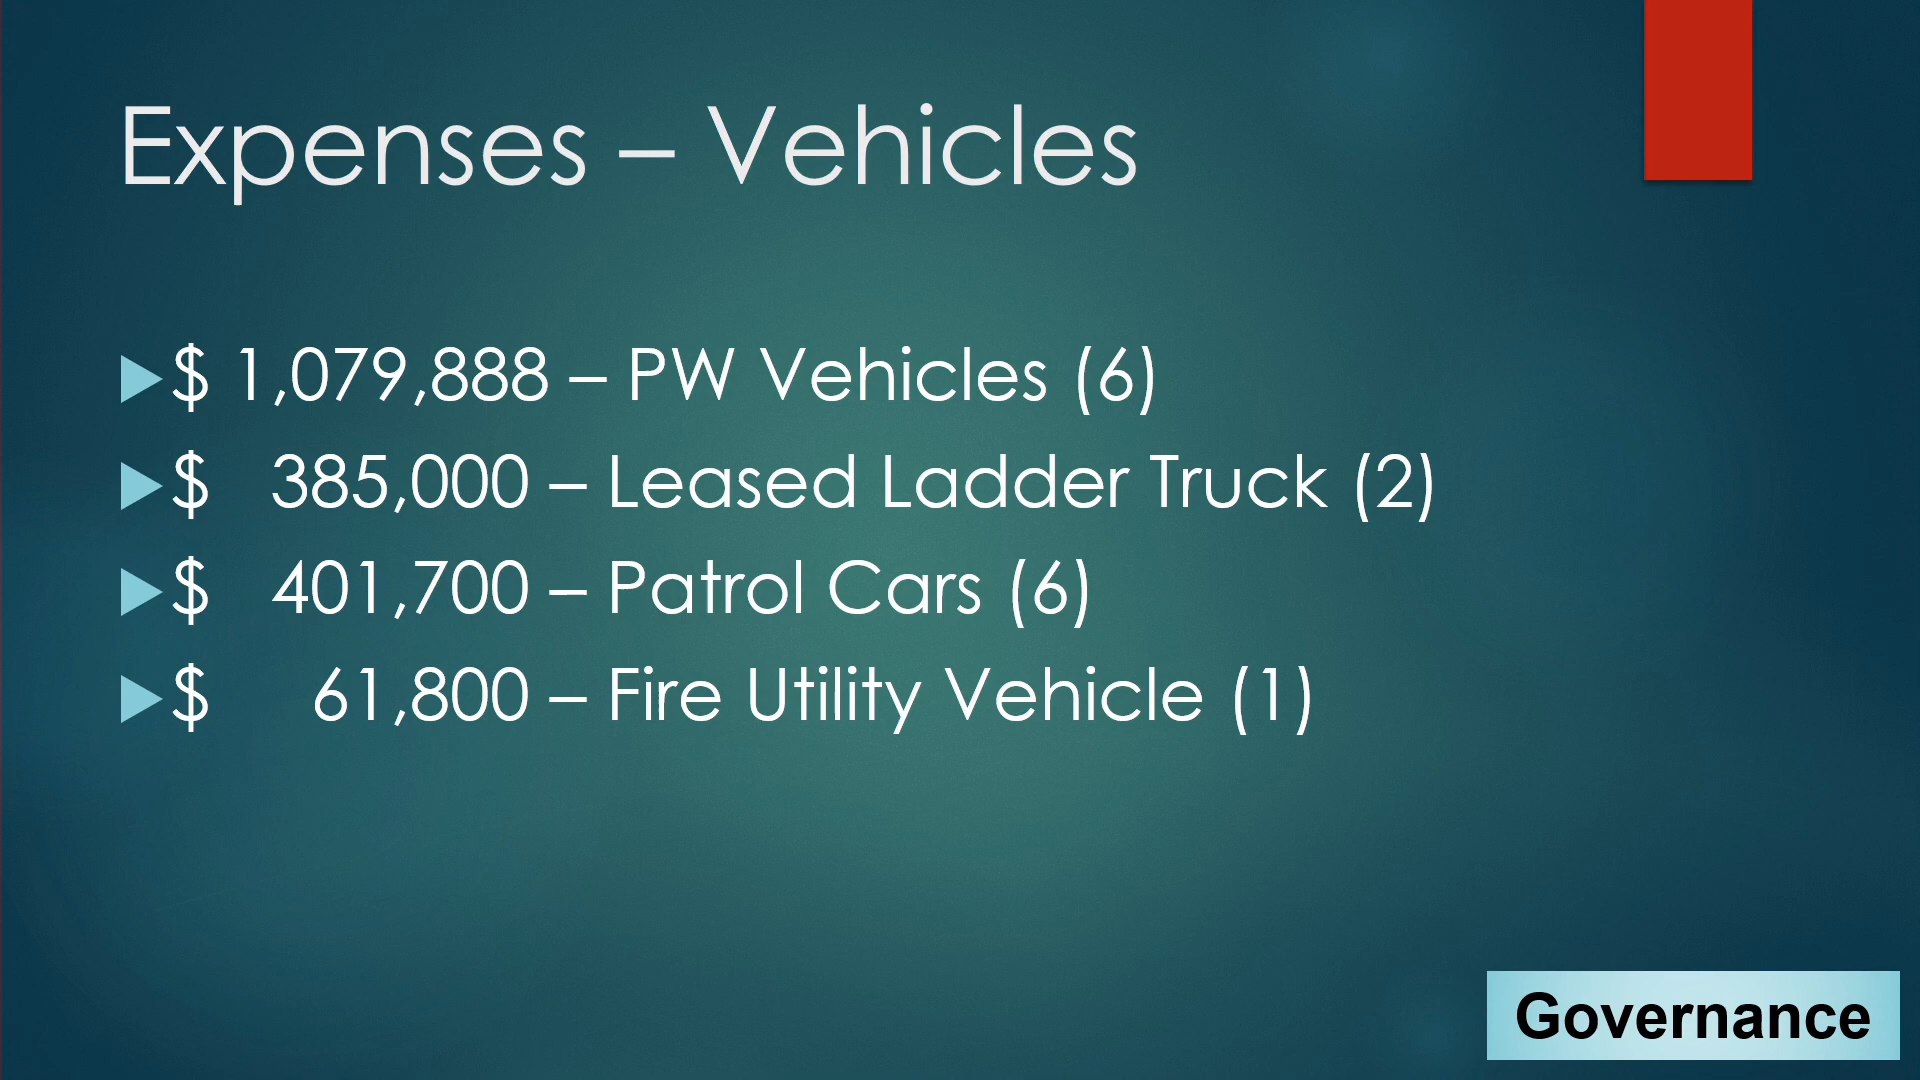 Expenses – Vehicles
$ 1,079,888 – PW Vehicles (6)
$ 385,000 – Leased Ladder Truck (2)
$ 401,700 – Patrol Cars (6)
$ 61,800 – Fire Utility Vehicle (1)
Governance